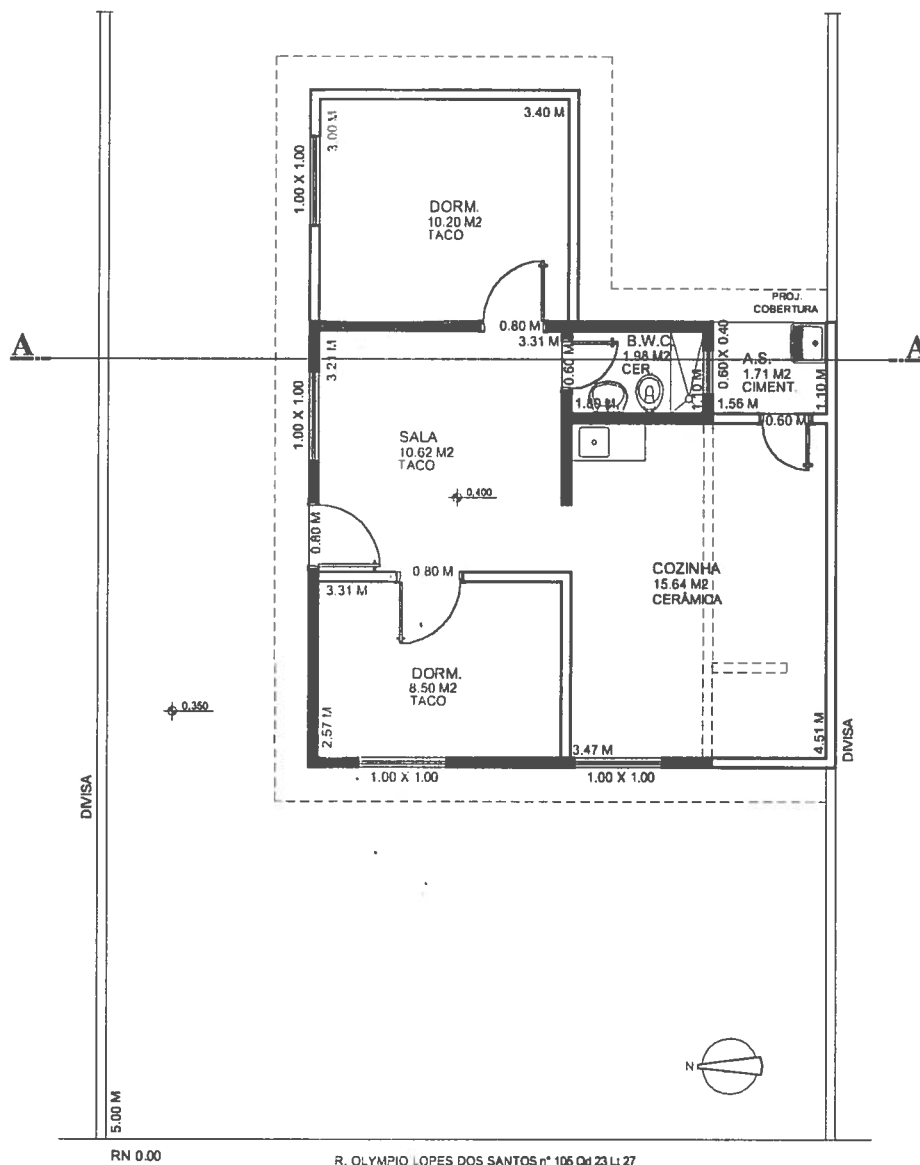 3.40 M
3.00 M
1.00 X 1.00
DORM.
10.20 M2
TACO
PROJ.
COBERTURA
0.80 M
3.31 M
A
A
3.21 M
0.60 M
B.W.C
1.98 M2
CER.
1.80 M
1.10 M
0.60 X 0.40
A.S.
1.71 M2
CIMENT.
1.10 M
1.56 M
0.60 M
1.00 X 1.00
SALA
10.62 M2
TACO
0,400
0.80 M
0.80 M
3.31 M
COZINHA
15.64 M2
CERÂMICA
DORM.
8.50 M2
TACO
2.57 M
0,350
3.47 M
4.51 M
1.00 X 1.00
1.00 X 1.00
DIVISA
DIVISA
N
5.00 M
RN 0.00
R. OLYMPIO LOPES DOS SANTOS nº 105 Qd 23 Lt 27